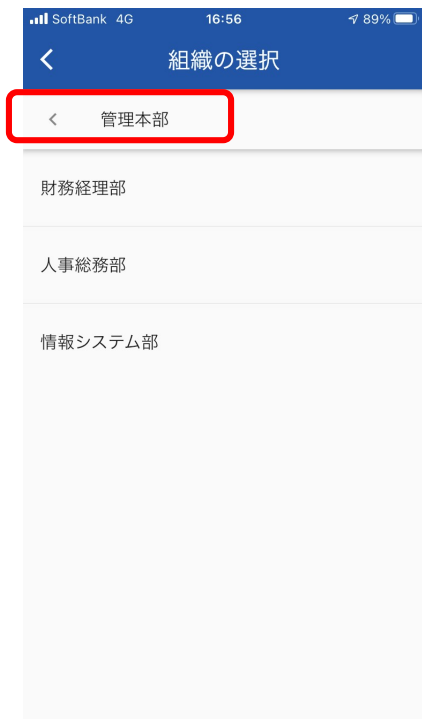 SoftBank 4G 16:56 89%
組織の選択
管理本部
財務経理部
人事総務部
情報システム部